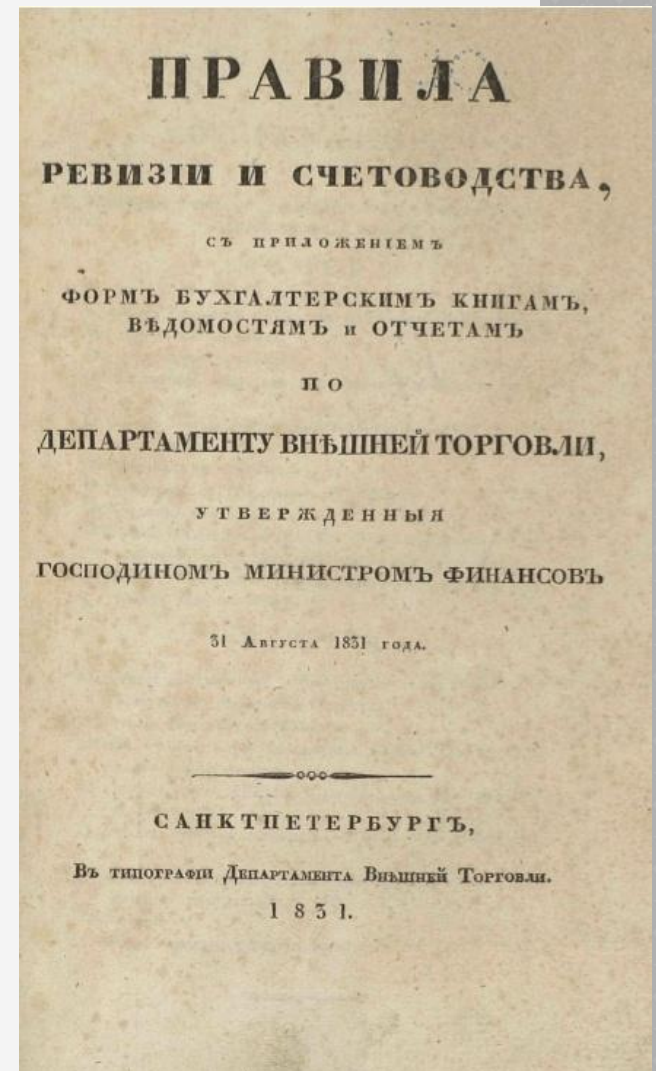 ПРАВИЛА
РЕВИЗІИ И СЧЕТОВОДСТВА,
СЪ ПРИЛОЖЕНІЕМЪ
ФОРМЪ БУХГАЛТЕРСКИМЪ КНИГАМЪ,
ВѢДОМОСТЯМЪ и ОТЧЕТАМЪ
ПО
ДЕПАРТАМЕНТУ ВНѢШНЕЙ ТОРГОВЛИ,
УТВЕРЖДЕННЫЯ
ГОСПОДИНОМЪ МИНИСТРОМЪ ФИНАНСОВЪ
31 Августа 1831 года.
САНКТПЕТЕРБУРГЪ,
Въ типографіи Департамента Внѣшней Торговли.
1831.